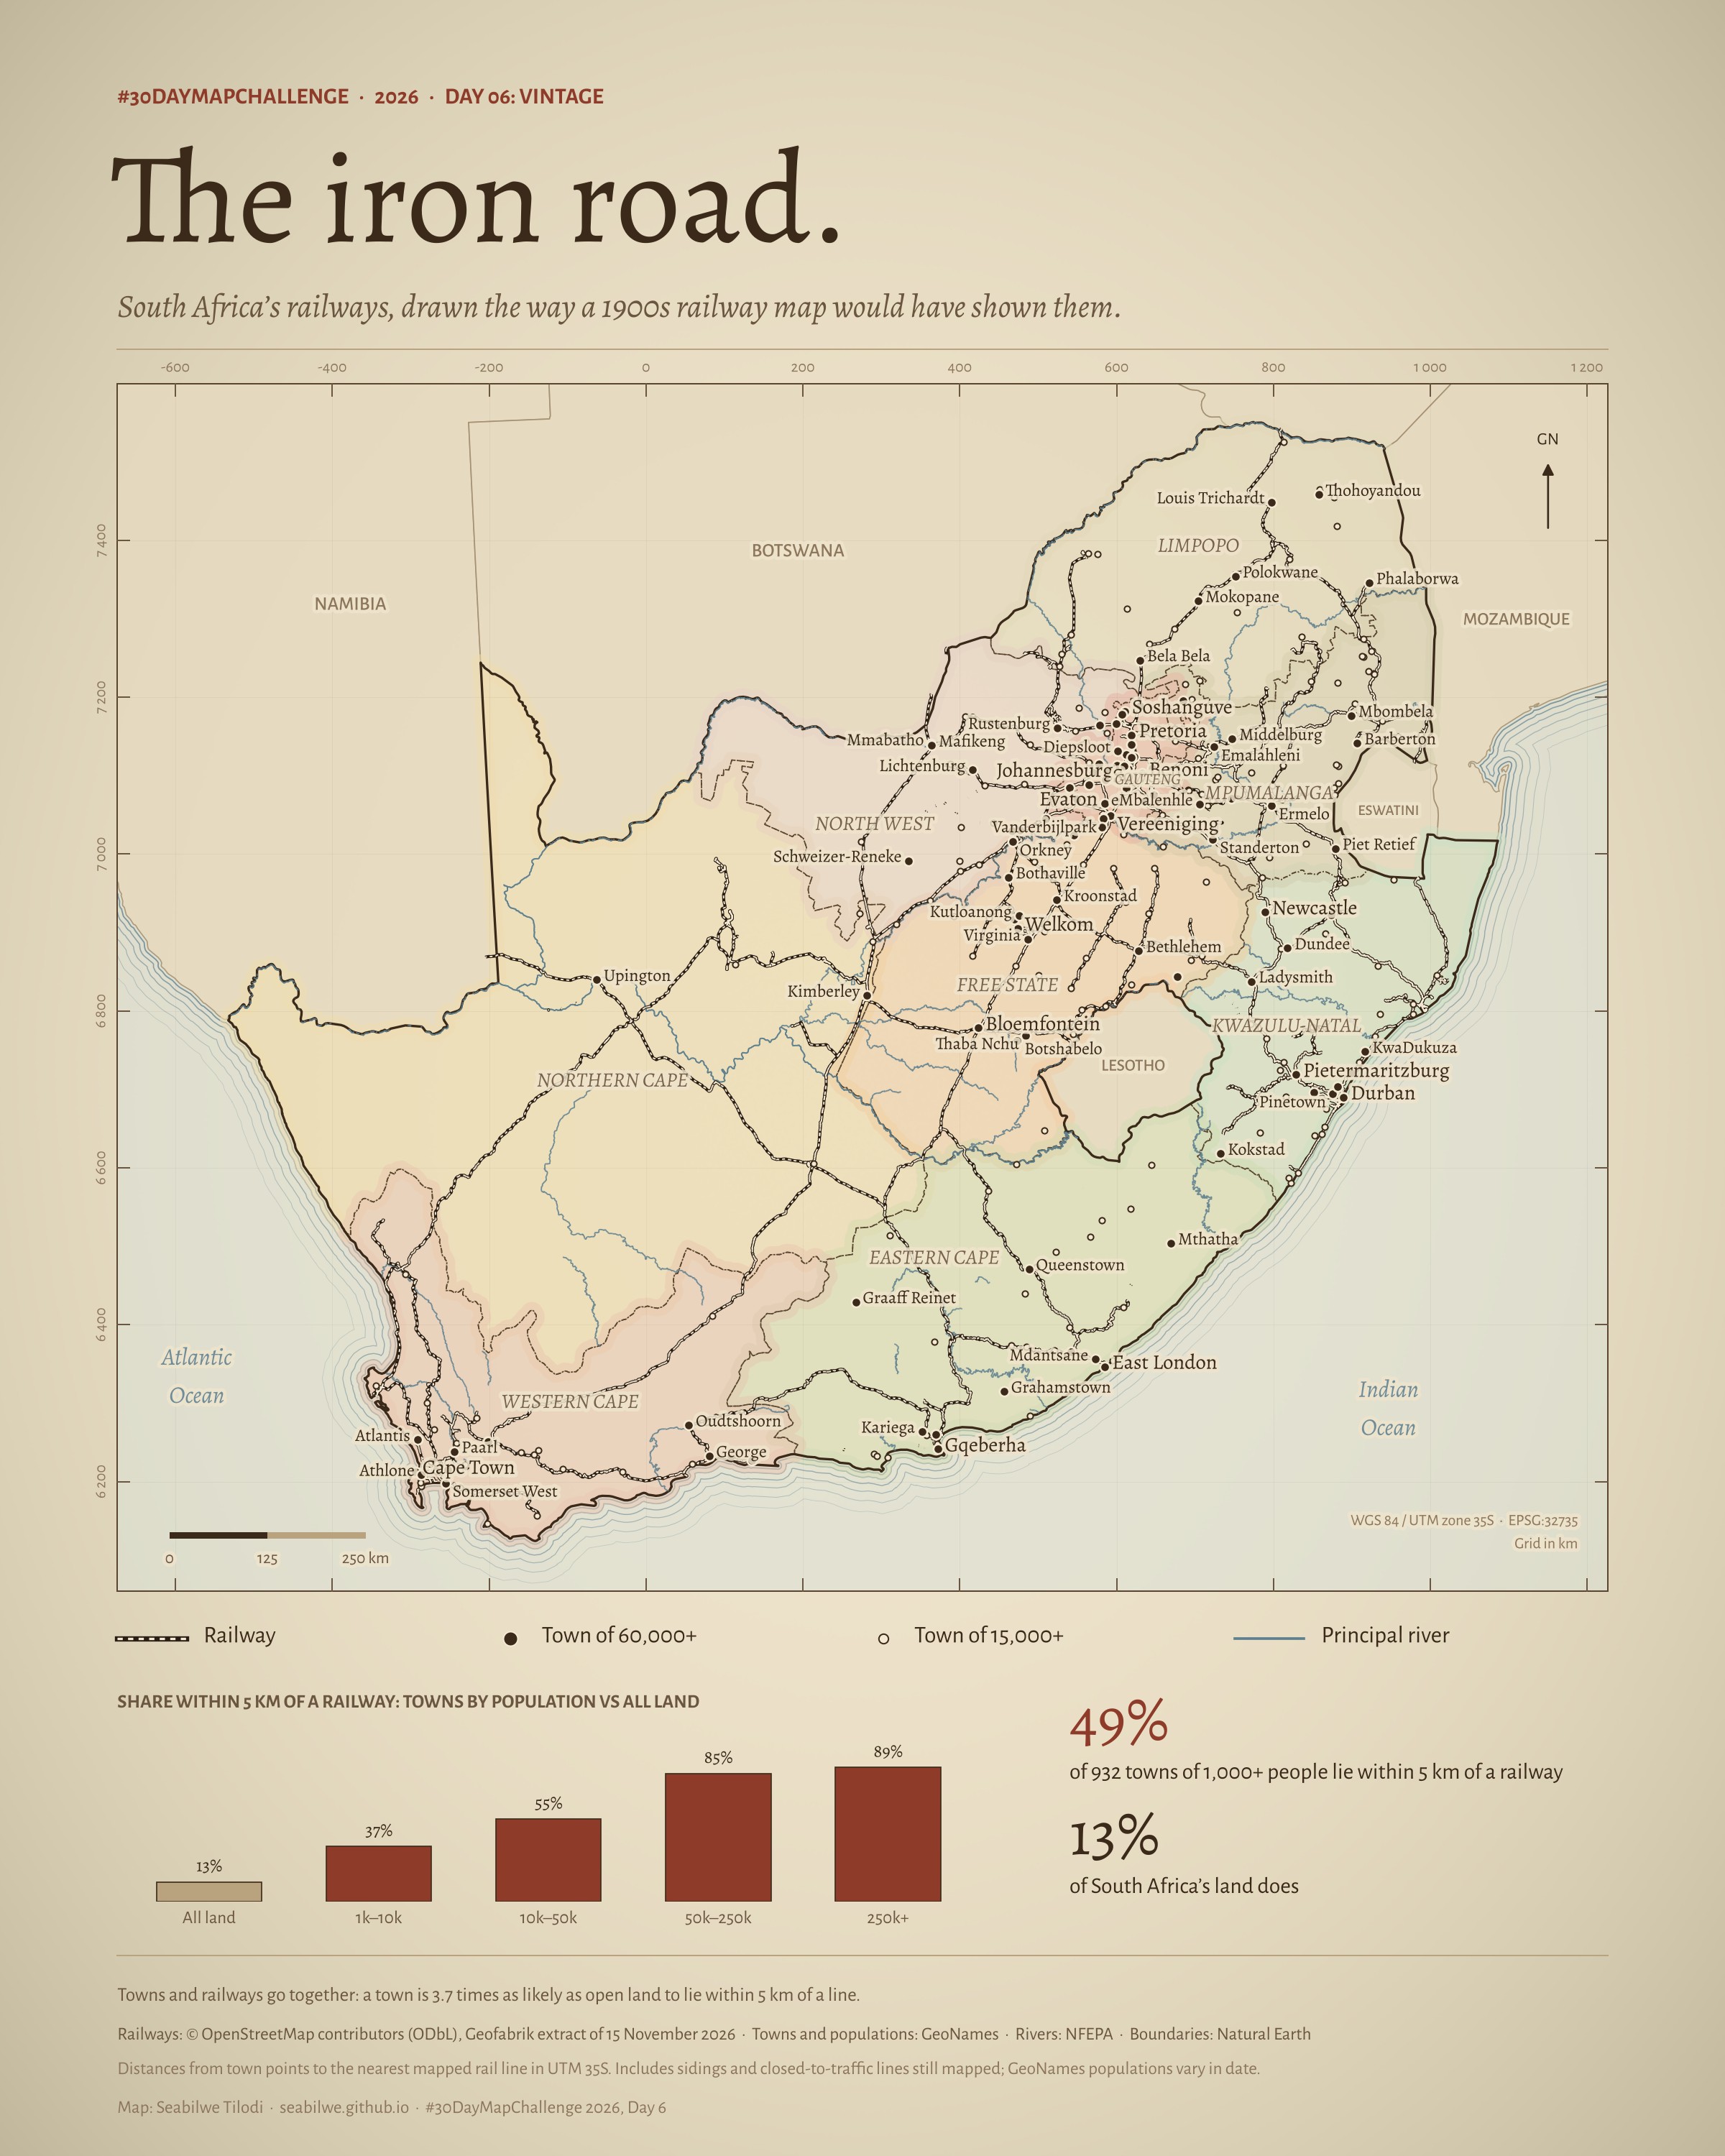 #30DAYMAPCHALLENGE · 2026 · DAY 06: VINTAGE
The iron road.
South Africa's railways, drawn the way a 1900s railway map would have shown them.
-600 -400 -200 0 200 400 600 800 1 000 1 200
GN
Louis Trichardt
Thohoyandou
7 400
LIMPOPO
BOTSWANA
Polokwane
Phalaborwa
Mokopane
NAMIBIA
MOZAMBIQUE
Bela Bela
7 200
Soshanguve
Mbombela
Rustenburg
Pretoria
Middelburg
Mmabatho
Mafikeng
Diepsloot
Barberton
Emalahleni
Lichtenburg
Johannesburg
Benoni
GAUTENG
MPUMALANGA
Evaton
eMbalenhle
ESWATINI
Ermelo
NORTH WEST
Vanderbijlpark
Vereeniging
7 000
Orkney
Standerton
Piet Retief
Schweizer-Reneke
Bothaville
Kroonstad
Kutloanong
Newcastle
Welkom
Virginia
Bethlehem
Dundee
Upington
Ladysmith
FREE STATE
Kimberley
6 800
Bloemfontein
KWAZULU-NATAL
Thaba Nchu
Botshabelo
KwaDukuza
LESOTHO
Pietermaritzburg
NORTHERN CAPE
Durban
Pinetown
Kokstad
6 600
Mthatha
EASTERN CAPE
Queenstown
Graaff Reinet
6 400
Atlantic
Ocean
Mdantsane
East London
Grahamstown
Indian
Ocean
WESTERN CAPE
Oudtshoorn
Kariega
Atlantis
Paarl
George
Gqeberha
Athlone
Cape Town
6 200
Somerset West
WGS 84 / UTM zone 35S · EPSG:32735
Grid in km
0 125 250 km
Railway
Town of 60,000+
Town of 15,000+
Principal river
SHARE WITHIN 5 KM OF A RAILWAY: TOWNS BY POPULATION VS ALL LAND
13%
37%
55%
85%
89%
All land
1k–10k
10k–50k
50k–250k
250k+
49%
of 932 towns of 1,000+ people lie within 5 km of a railway
13%
of South Africa's land does
Towns and railways go together: a town is 3.7 times as likely as open land to lie within 5 km of a line.
Railways: © OpenStreetMap contributors (ODbL), Geofabrik extract of 15 November 2026 · Towns and populations: GeoNames · Rivers: NFEPA · Boundaries: Natural Earth
Distances from town points to the nearest mapped rail line in UTM 35S. Includes sidings and closed-to-traffic lines still mapped; GeoNames populations vary in date.
Map: Seabilwe Tilodi · seabilwe.github.io · #30DayMapChallenge 2026, Day 6